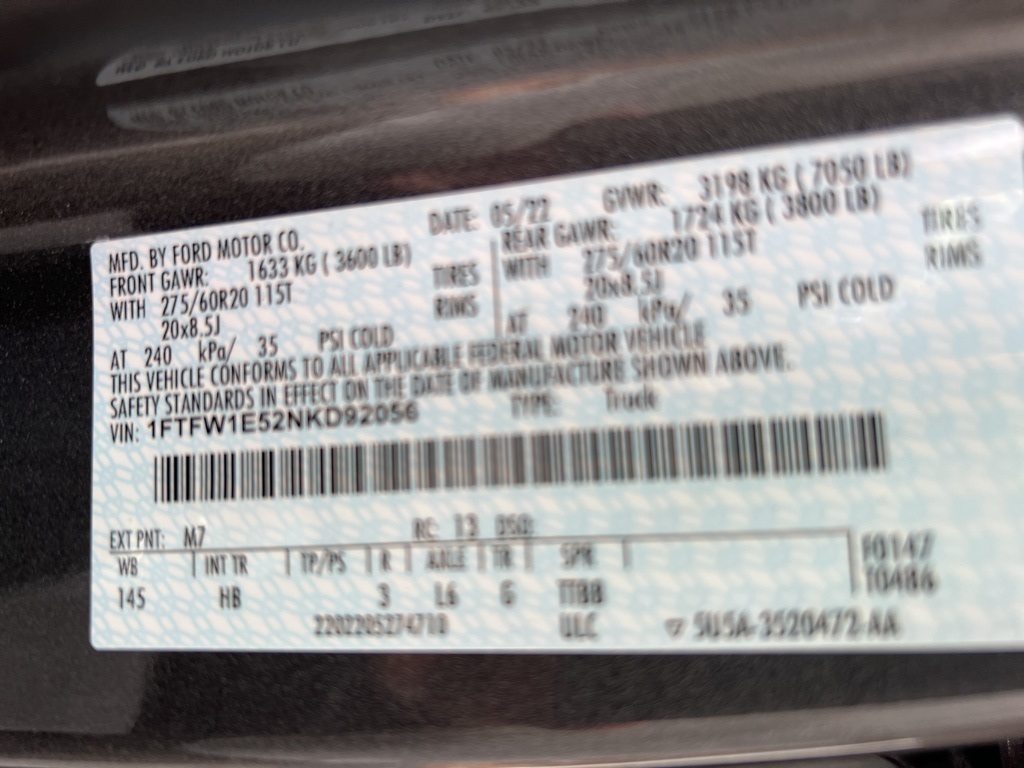 MFD. BY FORD MOTOR CO. DATE: 05/22 GVWR: 3198 KG ( 7050 LB)
FRONT GAWR: 1633 KG ( 3600 LB) REAR GAWR: 1724 KG ( 3800 LB)
WITH 275/60R20 115T TIRES WITH 275/60R20 115T TIRES
20x8.5J RIMS 20x8.5J RIMS
AT 240 kPa/ 35 PSI COLD AT 240 kPa/ 35 PSI COLD
THIS VEHICLE CONFORMS TO ALL APPLICABLE FEDERAL MOTOR VEHICLE
SAFETY STANDARDS IN EFFECT ON THE DATE OF MANUFACTURE SHOWN ABOVE.
VIN: 1FTFW1E52NKD92056 TYPE: Truck
EXT PNT: M7 RC: 13 DSO:
WB INT TR TP/PS R AXLE TR SPR
145 HB 3 L6 G TTBB
F0147
T0486
2202205274710 ULC ▽ 5U5A-3520472-AA